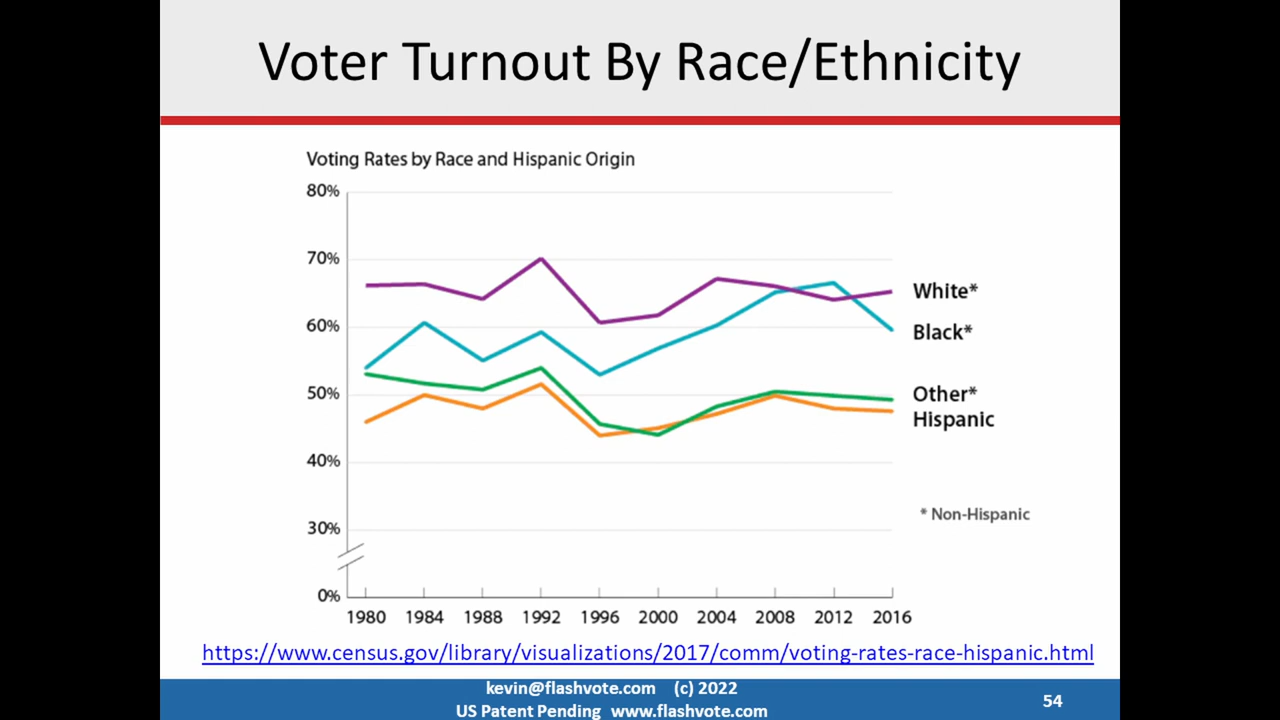 Voter Turnout By Race/Ethnicity
Voting Rates by Race and Hispanic Origin
80%
70%
60%
50%
40%
30%
0%
White*
Black*
Other*
Hispanic
* Non-Hispanic
1980 1984 1988 1992 1996 2000 2004 2008 2012 2016
https://www.census.gov/library/visualizations/2017/comm/voting-rates-race-hispanic.html
kevin@flashvote.com (c) 2022
US Patent Pending www.flashvote.com
54